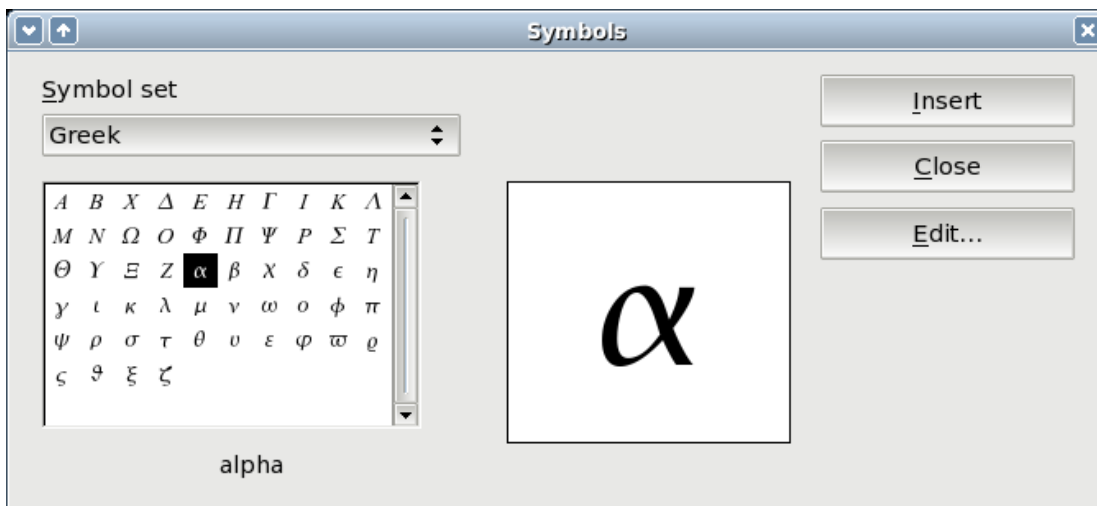 Symbols
Symbol set
Greek
Α Β Χ Δ Ε Η Γ Ι Κ Λ
Μ Ν Ω Ο Φ Π Ψ Ρ Σ Τ
Θ Υ Ξ Ζ α β χ δ ϵ η
γ ι κ λ μ ν ω ο ϕ π
ψ ρ σ τ θ υ ε φ ϖ ϱ
ς ϑ ξ ζ
alpha
α
Insert
Close
Edit...